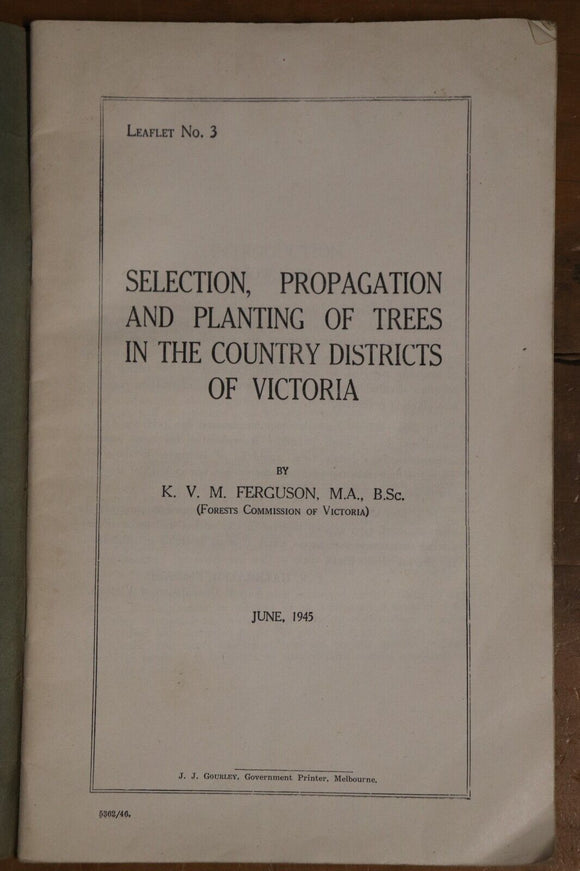 Leaflet No. 3
SELECTION, PROPAGATION
AND PLANTING OF TREES
IN THE COUNTRY DISTRICTS
OF VICTORIA
BY
K. V. M. FERGUSON, M.A., B.Sc.
(Forests Commission of Victoria)
JUNE, 1945
J. J. Gourley, Government Printer, Melbourne.
5362/46.